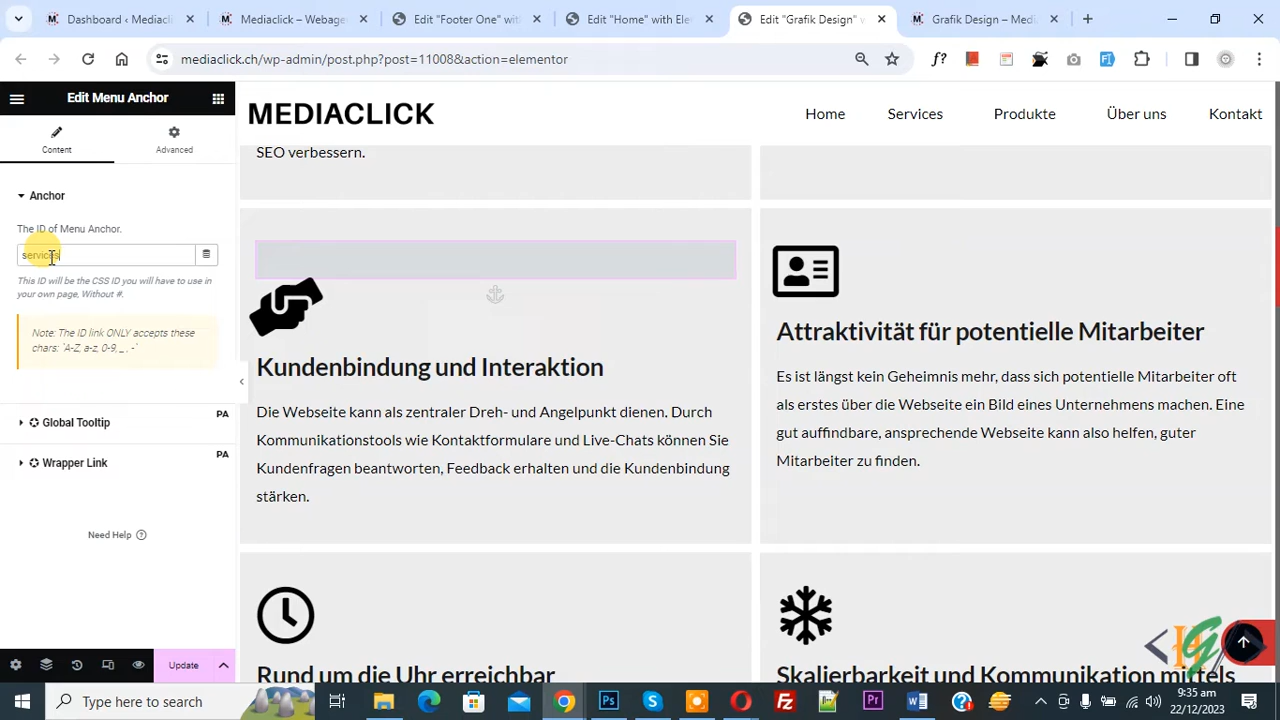 Dashboard ‹ Mediaclick
Mediaclick – Webage
Edit "Footer One" wit
Edit "Home" with Ele
Edit "Grafik Design" v
Grafik Design – Medi
mediaclick.ch/wp-admin/post.php?post=11008&action=elementor
f?
Edit Menu Anchor
Content
Advanced
Anchor
The ID of Menu Anchor.
services
This ID will be the CSS ID you will have to use in
your own page, Without #.
Note: The ID link ONLY accepts these
chars: `A-Z, a-z, 0-9, _ , -`
Global Tooltip
PA
Wrapper Link
PA
Need Help
Update
MEDIACLICK
Home
Services
Produkte
Über uns
Kontakt
SEO verbessern.
Kundenbindung und Interaktion
Die Webseite kann als zentraler Dreh- und Angelpunkt dienen. Durch
Kommunikationstools wie Kontaktformulare und Live-Chats können Sie
Kundenfragen beantworten, Feedback erhalten und die Kundenbindung
stärken.
Attraktivität für potentielle Mitarbeiter
Es ist längst kein Geheimnis mehr, dass sich potentielle Mitarbeiter oft
als erstes über die Webseite ein Bild eines Unternehmens machen. Eine
gut auffindbare, ansprechende Webseite kann also helfen, guter
Mitarbeiter zu finden.
Rund um die Uhr erreichbar
Skalierbarkeit und Kommunikation mittels
Type here to search
9:35 am
22/12/2023